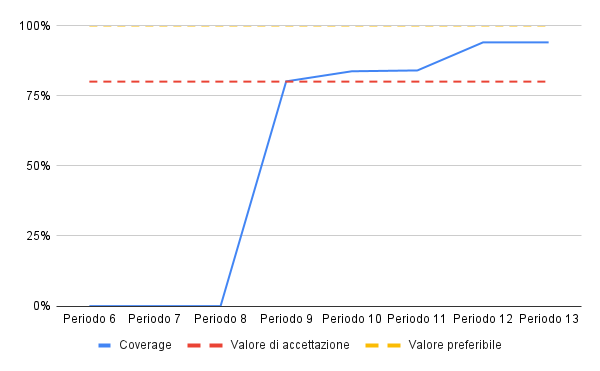 100%
75%
50%
25%
0%
Periodo 6 Periodo 7 Periodo 8 Periodo 9 Periodo 10 Periodo 11 Periodo 12 Periodo 13
Coverage Valore di accettazione Valore preferibile